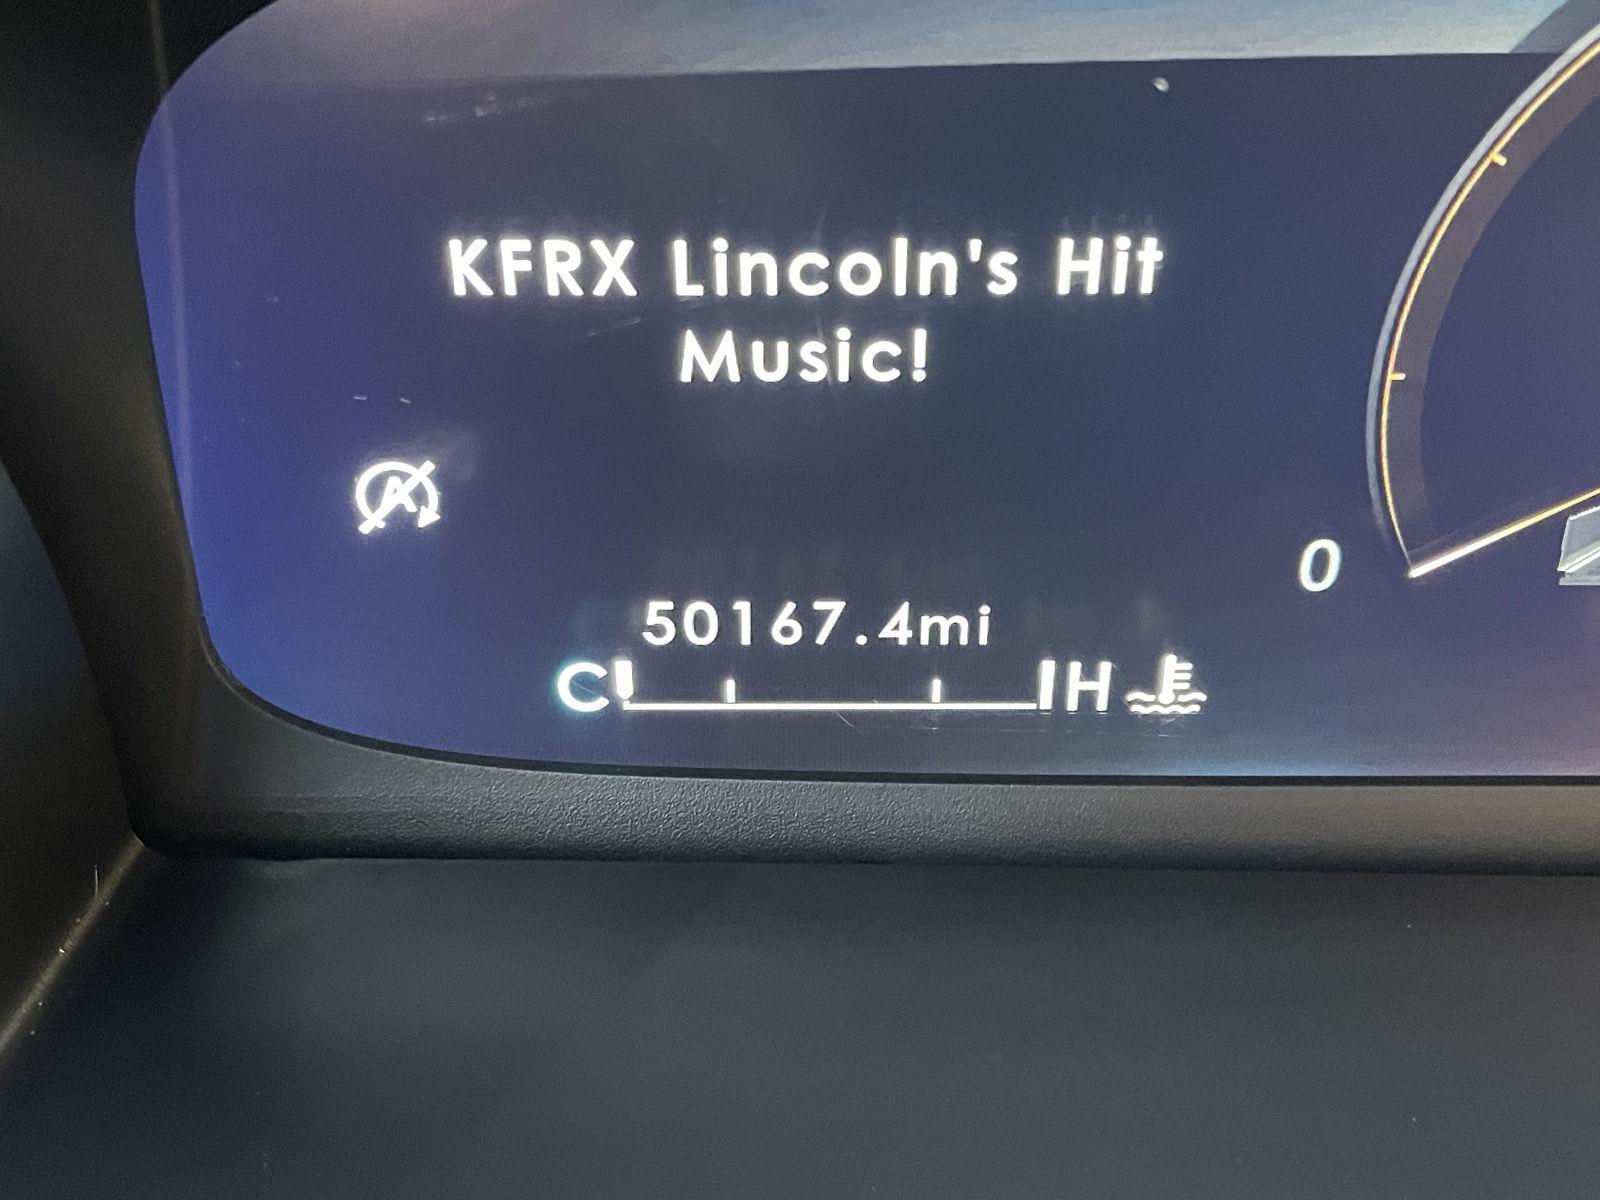 KFRX Lincoln's Hit
Music!
A
0
50167.4mi
C H